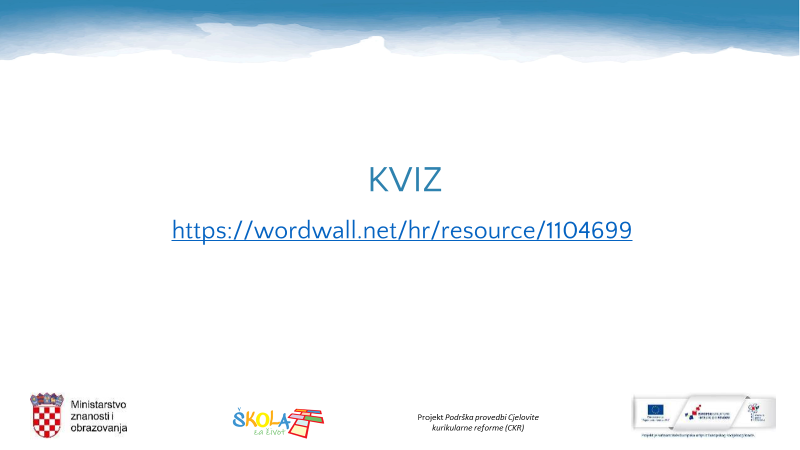 KVIZ
https://wordwall.net/hr/resource/1104699
Ministarstvo
znanosti i
obrazovanja
ŠKOLA
za život
Projekt Podrška provedbi Cjelovite
kurikularne reforme (CKR)